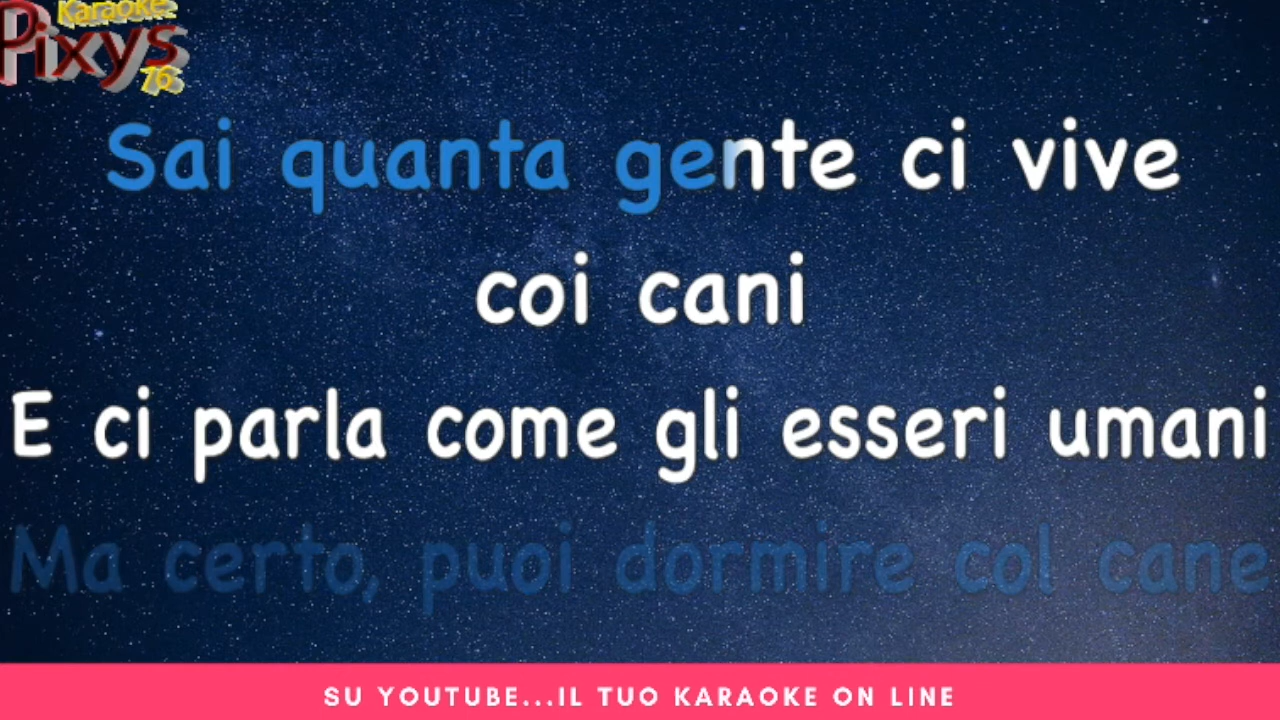 Karaoke
Pixys
76
Sai quanta gente ci vive
coi cani
E ci parla come gli esseri umani
Ma certo, puoi dormire col cane
SU YOUTUBE...IL TUO KARAOKE ON LINE